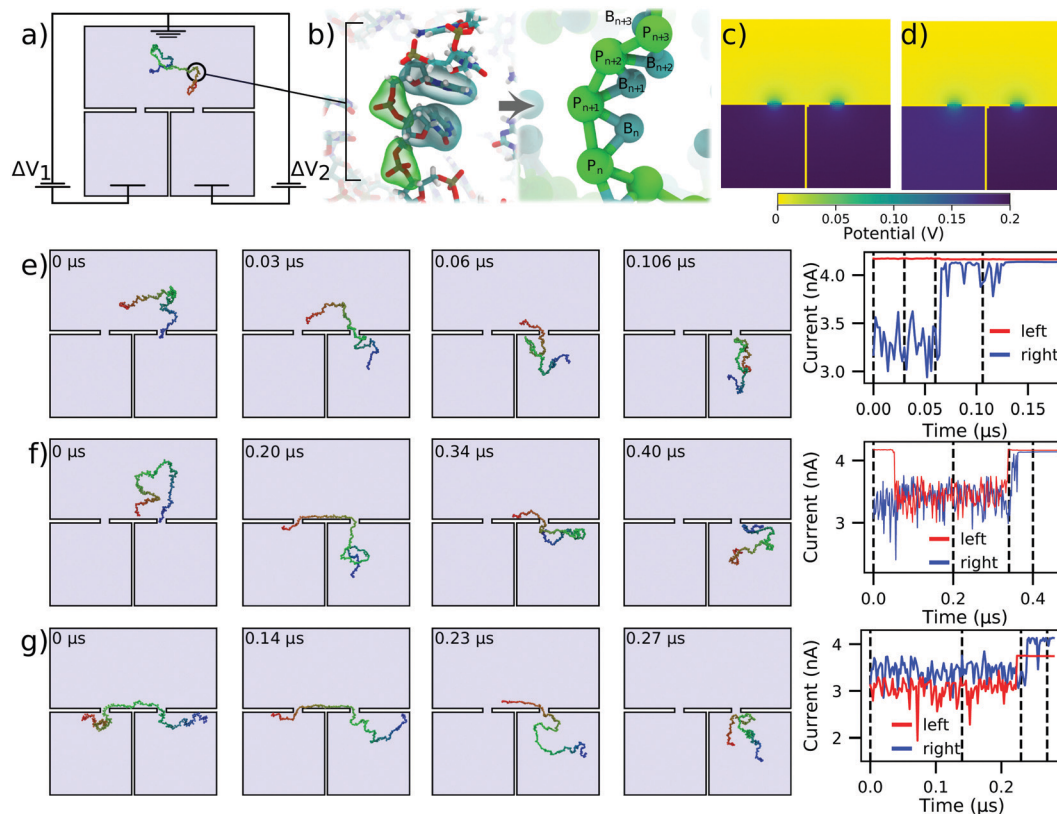 a)
ΔV1
ΔV2
b)
Bn+3
Pn+3
Pn+2
Bn+2
Bn+1
Pn+1
Bn
Pn
c)
d)
0 0.05 0.10 0.15 0.2
Potential (V)
e)
0 μs
0.03 μs
0.06 μs
0.106 μs
Current (nA)
4.0
3.5
3.0
left
right
0.00 0.05 0.10 0.15
Time (μs)
f)
0 μs
0.20 μs
0.34 μs
0.40 μs
Current (nA)
4
3
left
right
0.0 0.2 0.4
Time (μs)
g)
0 μs
0.14 μs
0.23 μs
0.27 μs
Current (nA)
4
3
2
left
right
0.0 0.1 0.2
Time (μs)